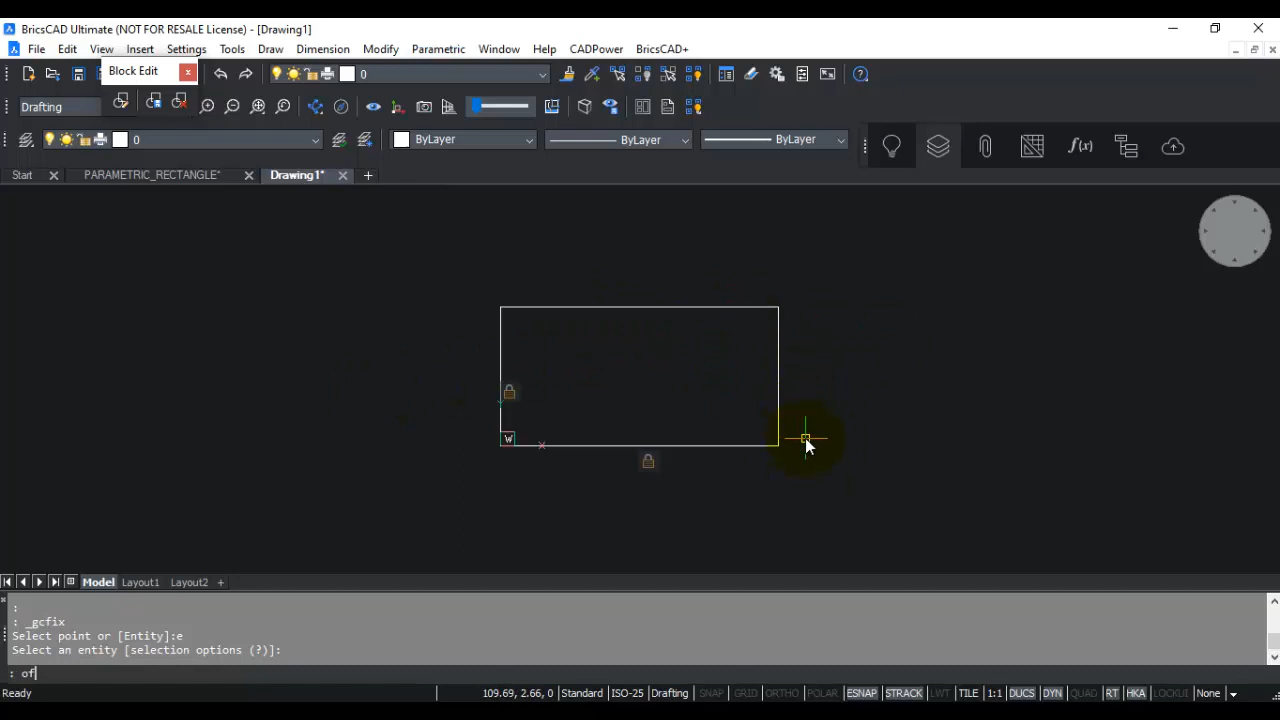 BricsCAD Ultimate (NOT FOR RESALE License) - [Drawing1]
File Edit View Insert Settings Tools Draw Dimension Modify Parametric Window Help CADPower BricsCAD+
Block Edit x
0
Drafting
0 ByLayer ByLayer ByLayer f(x)
Start PARAMETRIC_RECTANGLE* Drawing1* +
W
Model Layout1 Layout2 +
:
: _gcfix
Select point or [Entity]:e
Select an entity [selection options (?)]:
: of
Ready 109.69, 2.66, 0 Standard ISO-25 Drafting SNAP GRID ORTHO POLAR ESNAP STRACK LWT TILE 1:1 DUCS DYN QUAD RT HKA LOCKUI None